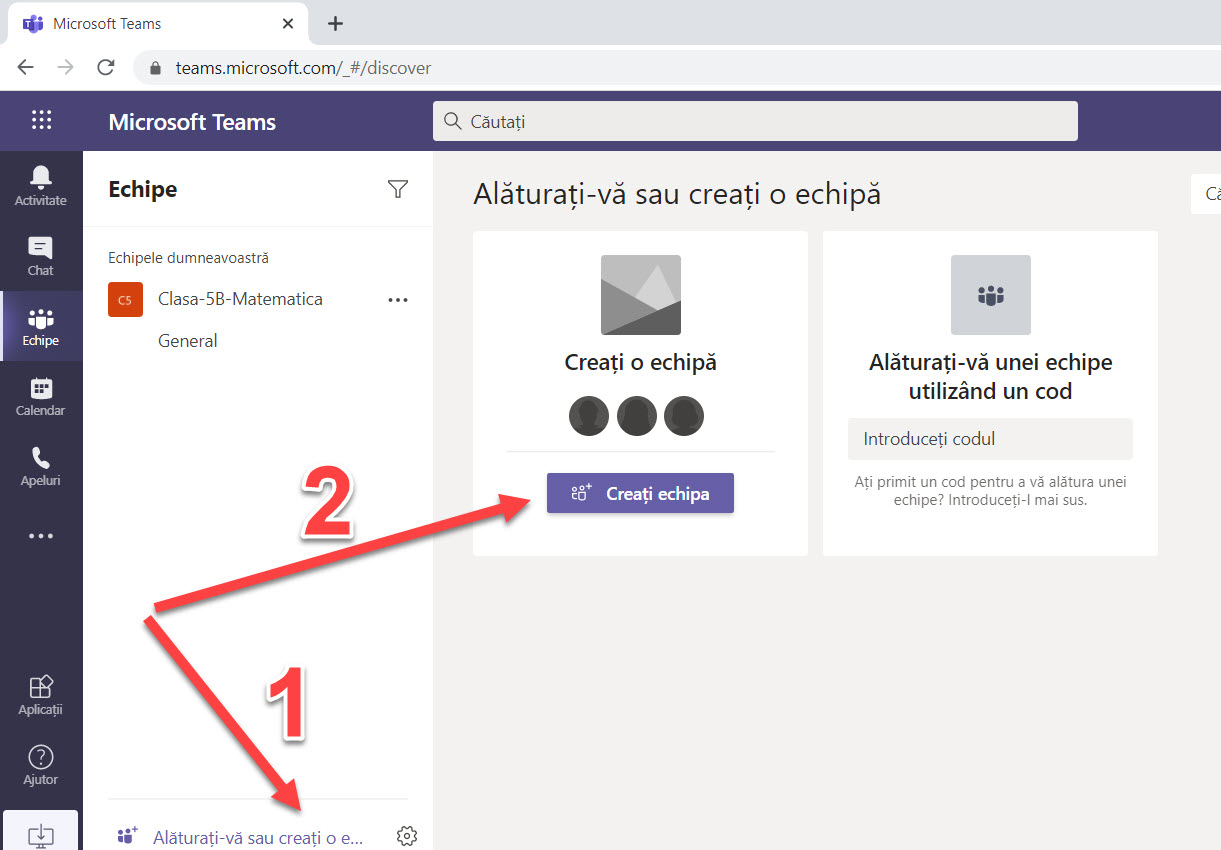 Microsoft Teams
teams.microsoft.com/_#/discover
Microsoft Teams
Căutați
Activitate
Chat
Echipe
Calendar
Apeluri
Aplicații
Ajutor
Echipe
Echipele dumneavoastră
C5
Clasa-5B-Matematica
General
Alăturați-vă sau creați o e...
Alăturați-vă sau creați o echipă
Creați o echipă
Creați echipa
Alăturați-vă unei echipe
utilizând un cod
Introduceți codul
Ați primit un cod pentru a vă alătura unei
echipe? Introduceți-l mai sus.
2
1